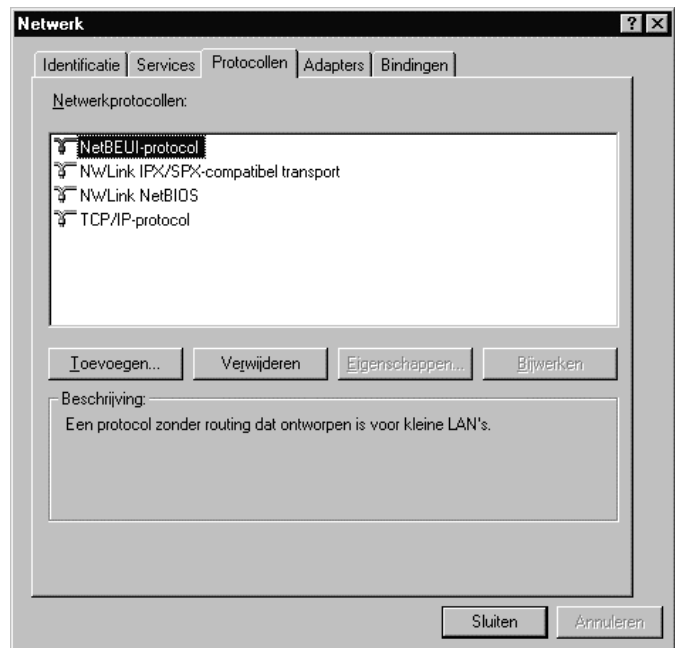 Netwerk
Identificatie Services Protocollen Adapters Bindingen
Netwerkprotocollen:
NetBEUI-protocol
NWLink IPX/SPX-compatibel transport
NWLink NetBIOS
TCP/IP-protocol
Toevoegen... Verwijderen Eigenschappen... Bijwerken
Beschrijving:
Een protocol zonder routing dat ontworpen is voor kleine LAN's.
Sluiten Annuleren